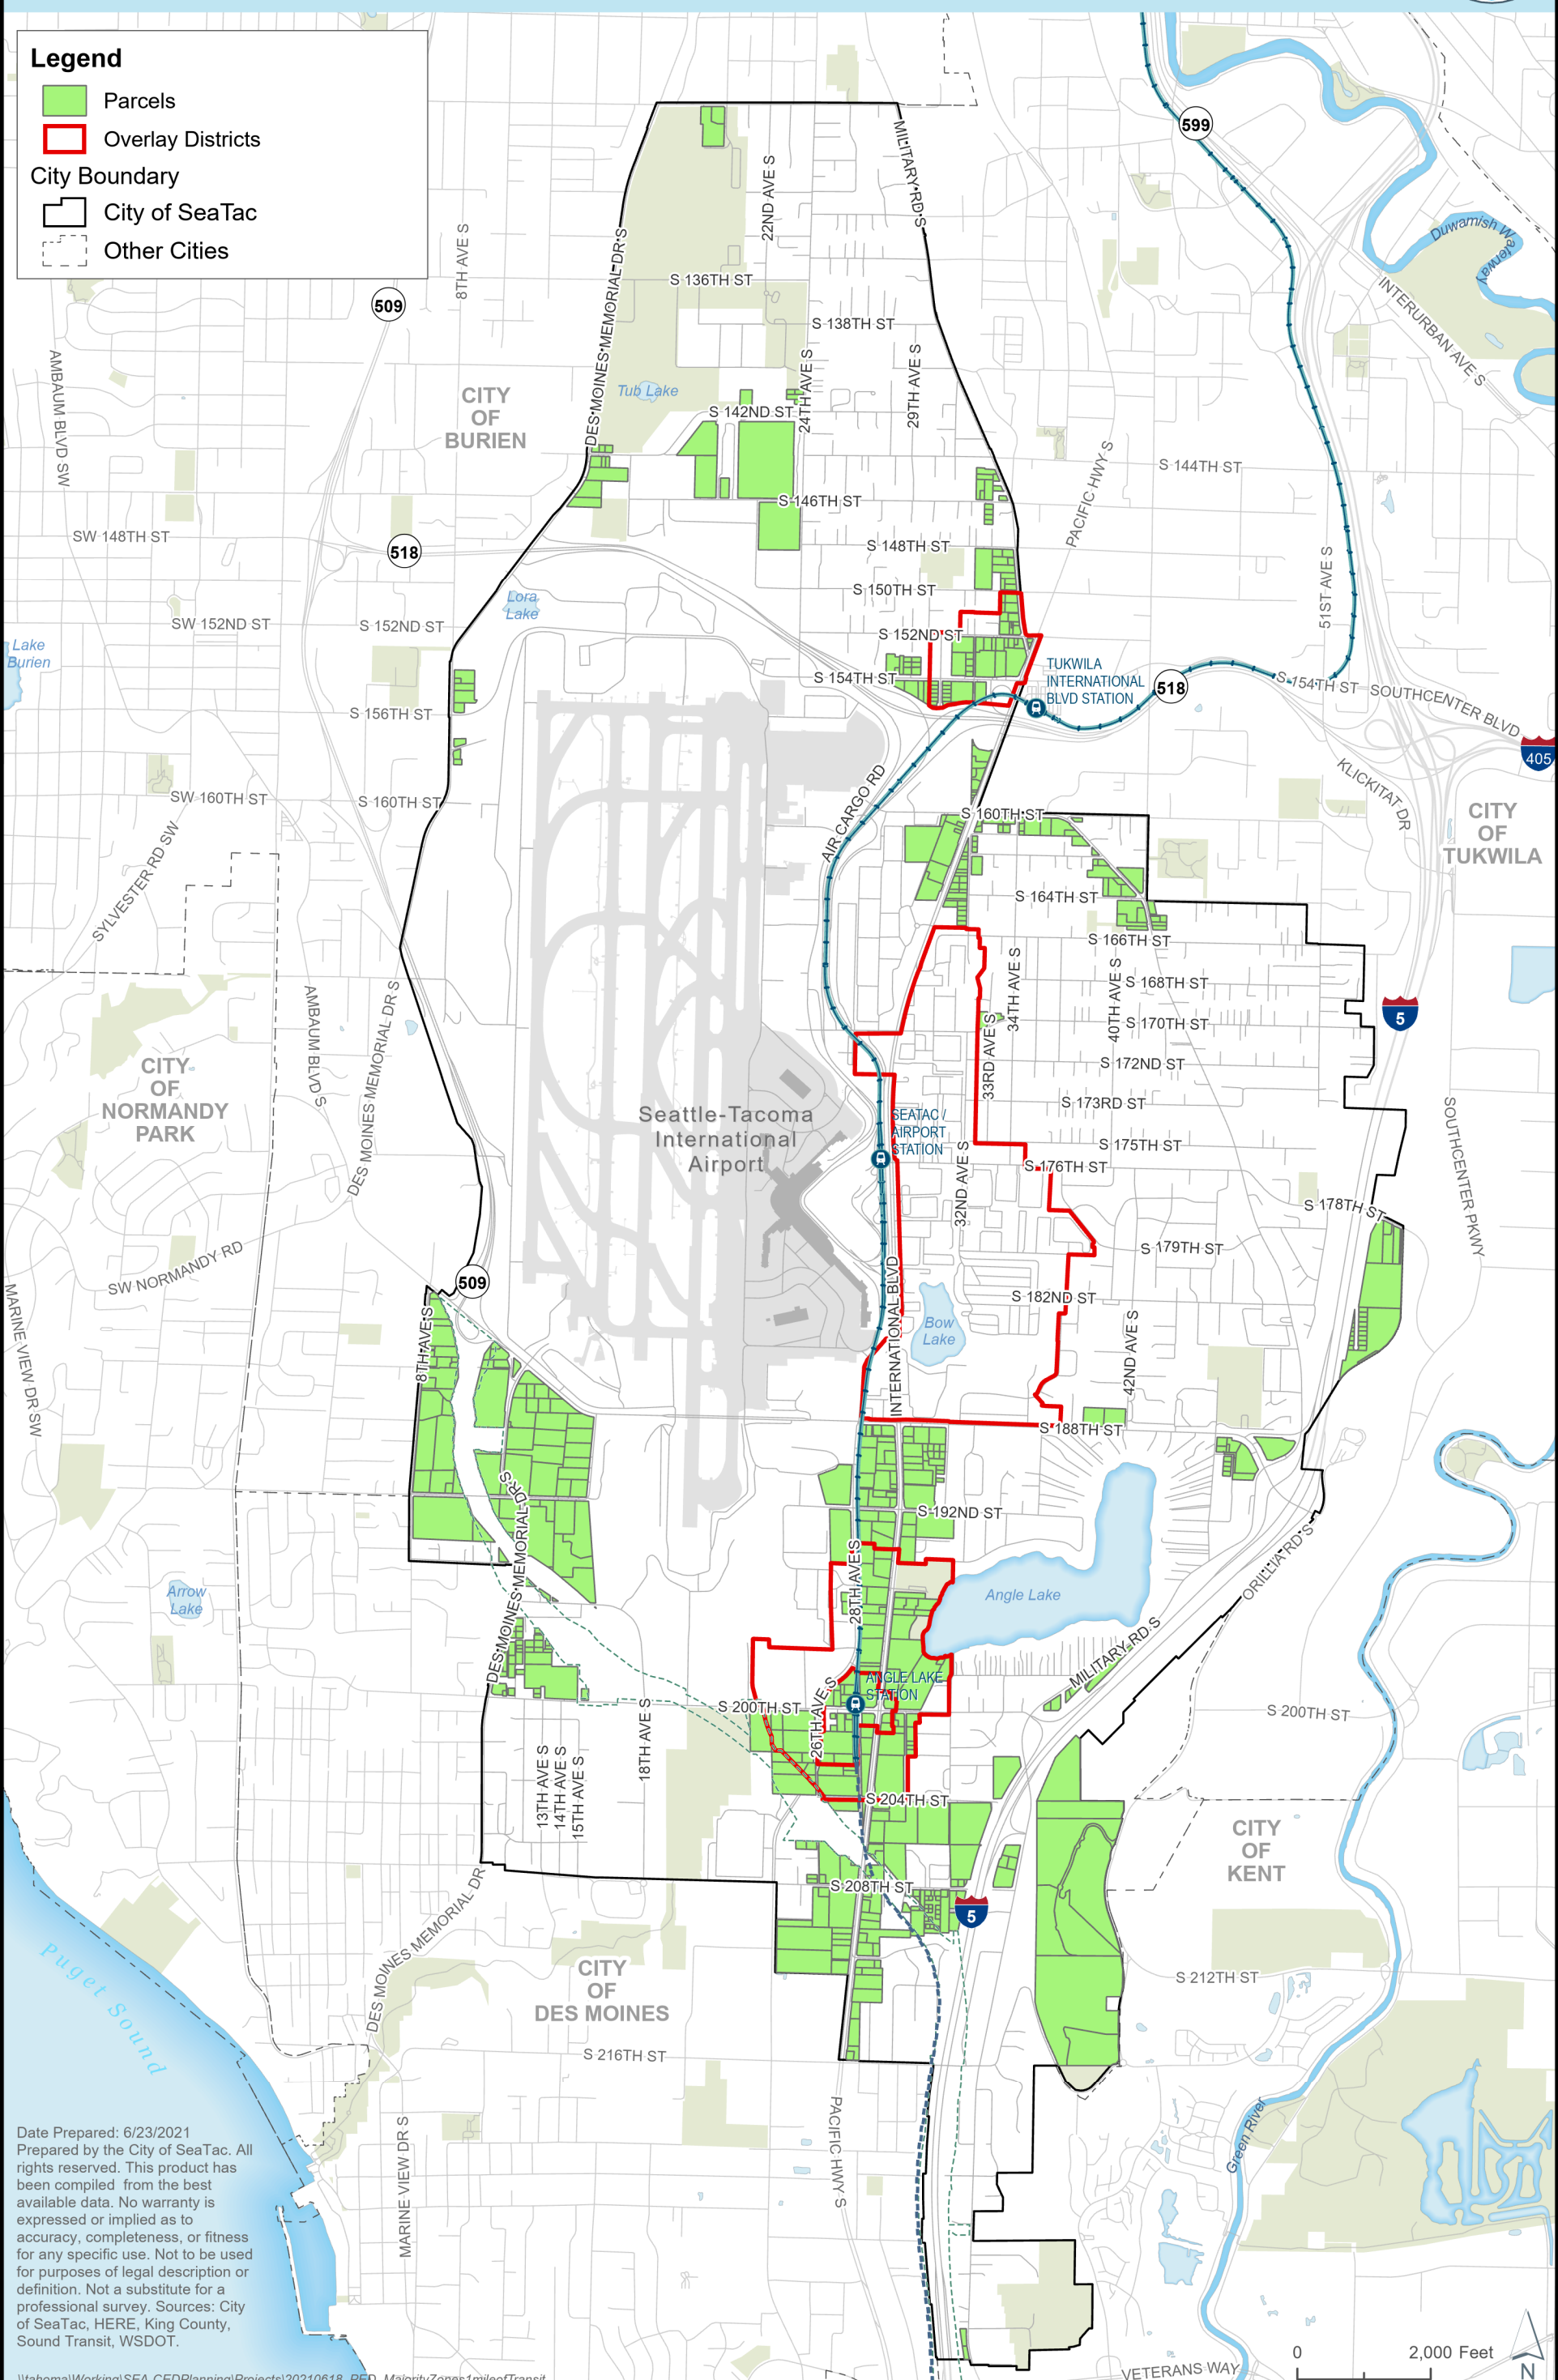 Legend
Parcels
Overlay Districts
City Boundary
City of SeaTac
Other Cities
599
MILITARY RD S
22ND AVE S
8TH AVE S
DES MOINES MEMORIAL DR S
S 136TH ST
Duwamish Waterway
INTERURBAN AVE S
509
S 138TH ST
AMBAUM BLVD SW
24TH AVE S
29TH AVE S
Tub Lake
CITY
OF
BURIEN
S 142ND ST
PACIFIC HWY S
S 144TH ST
S 146TH ST
SW 148TH ST
518
S 148TH ST
51ST AVE S
S 150TH ST
Lora
Lake
SW 152ND ST
S 152ND ST
S 152ND ST
Lake
Burien
TUKWILA
INTERNATIONAL
BLVD STATION
518
S 154TH ST
S 154TH ST
SOUTHCENTER BLVD
S 156TH ST
405
KLICKITAT DR
SW 160TH ST
S 160TH ST
S 160TH ST
AIR CARGO RD
CITY
OF
TUKWILA
SYLVESTER RD SW
S 164TH ST
S 166TH ST
34TH AVE S
40TH AVE S
S 168TH ST
AMBAUM BLVD S
DES MOINES MEMORIAL DR S
33RD AVE S
S 170TH ST
5
CITY
OF
NORMANDY
PARK
S 172ND ST
S 173RD ST
SOUTHCENTER PKWY
Seattle-Tacoma
International
Airport
SEATAC /
AIRPORT
STATION
S 175TH ST
S 176TH ST
32ND AVE S
S 178TH ST
SW NORMANDY RD
S 179TH ST
509
MARINE VIEW DR SW
8TH AVE S
INTERNATIONAL BLVD
S 182ND ST
Bow
Lake
42ND AVE S
S 188TH ST
DES MOINES MEMORIAL DR S
S 192ND ST
28TH AVE S
Arrow
Lake
Angle Lake
ORILLIA RD S
MILITARY RD S
ANGLE LAKE
STATION
S 200TH ST
26TH AVE S
S 200TH ST
18TH AVE S
13TH AVE S
14TH AVE S
15TH AVE S
S 204TH ST
CITY
OF
KENT
S 208TH ST
5
DES MOINES MEMORIAL DR
Puget Sound
CITY
OF
DES MOINES
S 212TH ST
S 216TH ST
PACIFIC HWY S
MARINE VIEW DR S
Green River
Date Prepared: 6/23/2021
Prepared by the City of SeaTac. All
rights reserved. This product has
been compiled from the best
available data. No warranty is
expressed or implied as to
accuracy, completeness, or fitness
for any specific use. Not to be used
for purposes of legal description or
definition. Not a substitute for a
professional survey. Sources: City
of SeaTac, HERE, King County,
Sound Transit, WSDOT.
0 2,000 Feet
N
VETERANS WAY